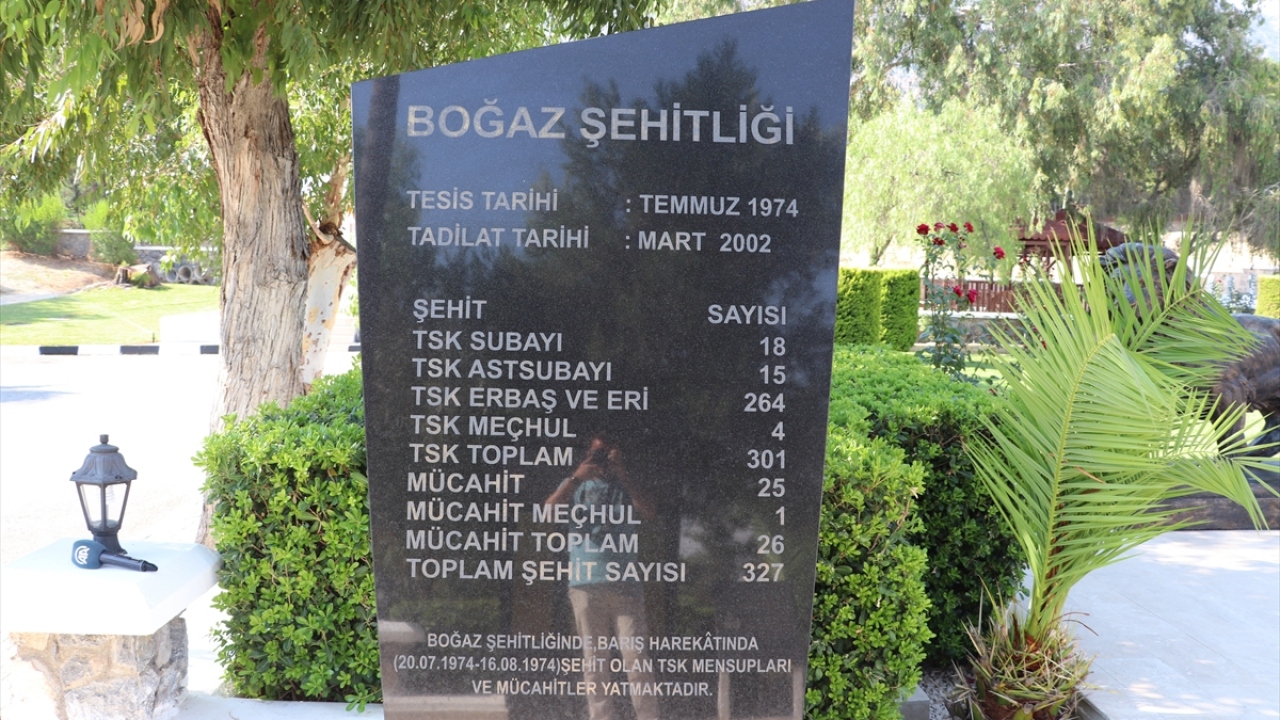 BOĞAZ ŞEHİTLİĞİ
TESIS TARİHİ : TEMMUZ 1974
TADİLAT TARİHİ : MART 2002
ŞEHİT SAYISI
TSK SUBAYI 18
TSK ASTSUBAYI 15
TSK ERBAŞ VE ERİ 264
TSK MEÇHUL 4
TSK TOPLAM 301
MÜCAHİT 25
MÜCAHİT MEÇHUL 1
MÜCAHİT TOPLAM 26
TOPLAM ŞEHİT SAYISI 327
BOĞAZ ŞEHİTLİĞİNDE,BARIŞ HAREKÂTINDA
(20.07.1974-16.08.1974)ŞEHİT OLAN TSK MENSUPLARI
VE MÜCAHİTLER YATMAKTADIR.